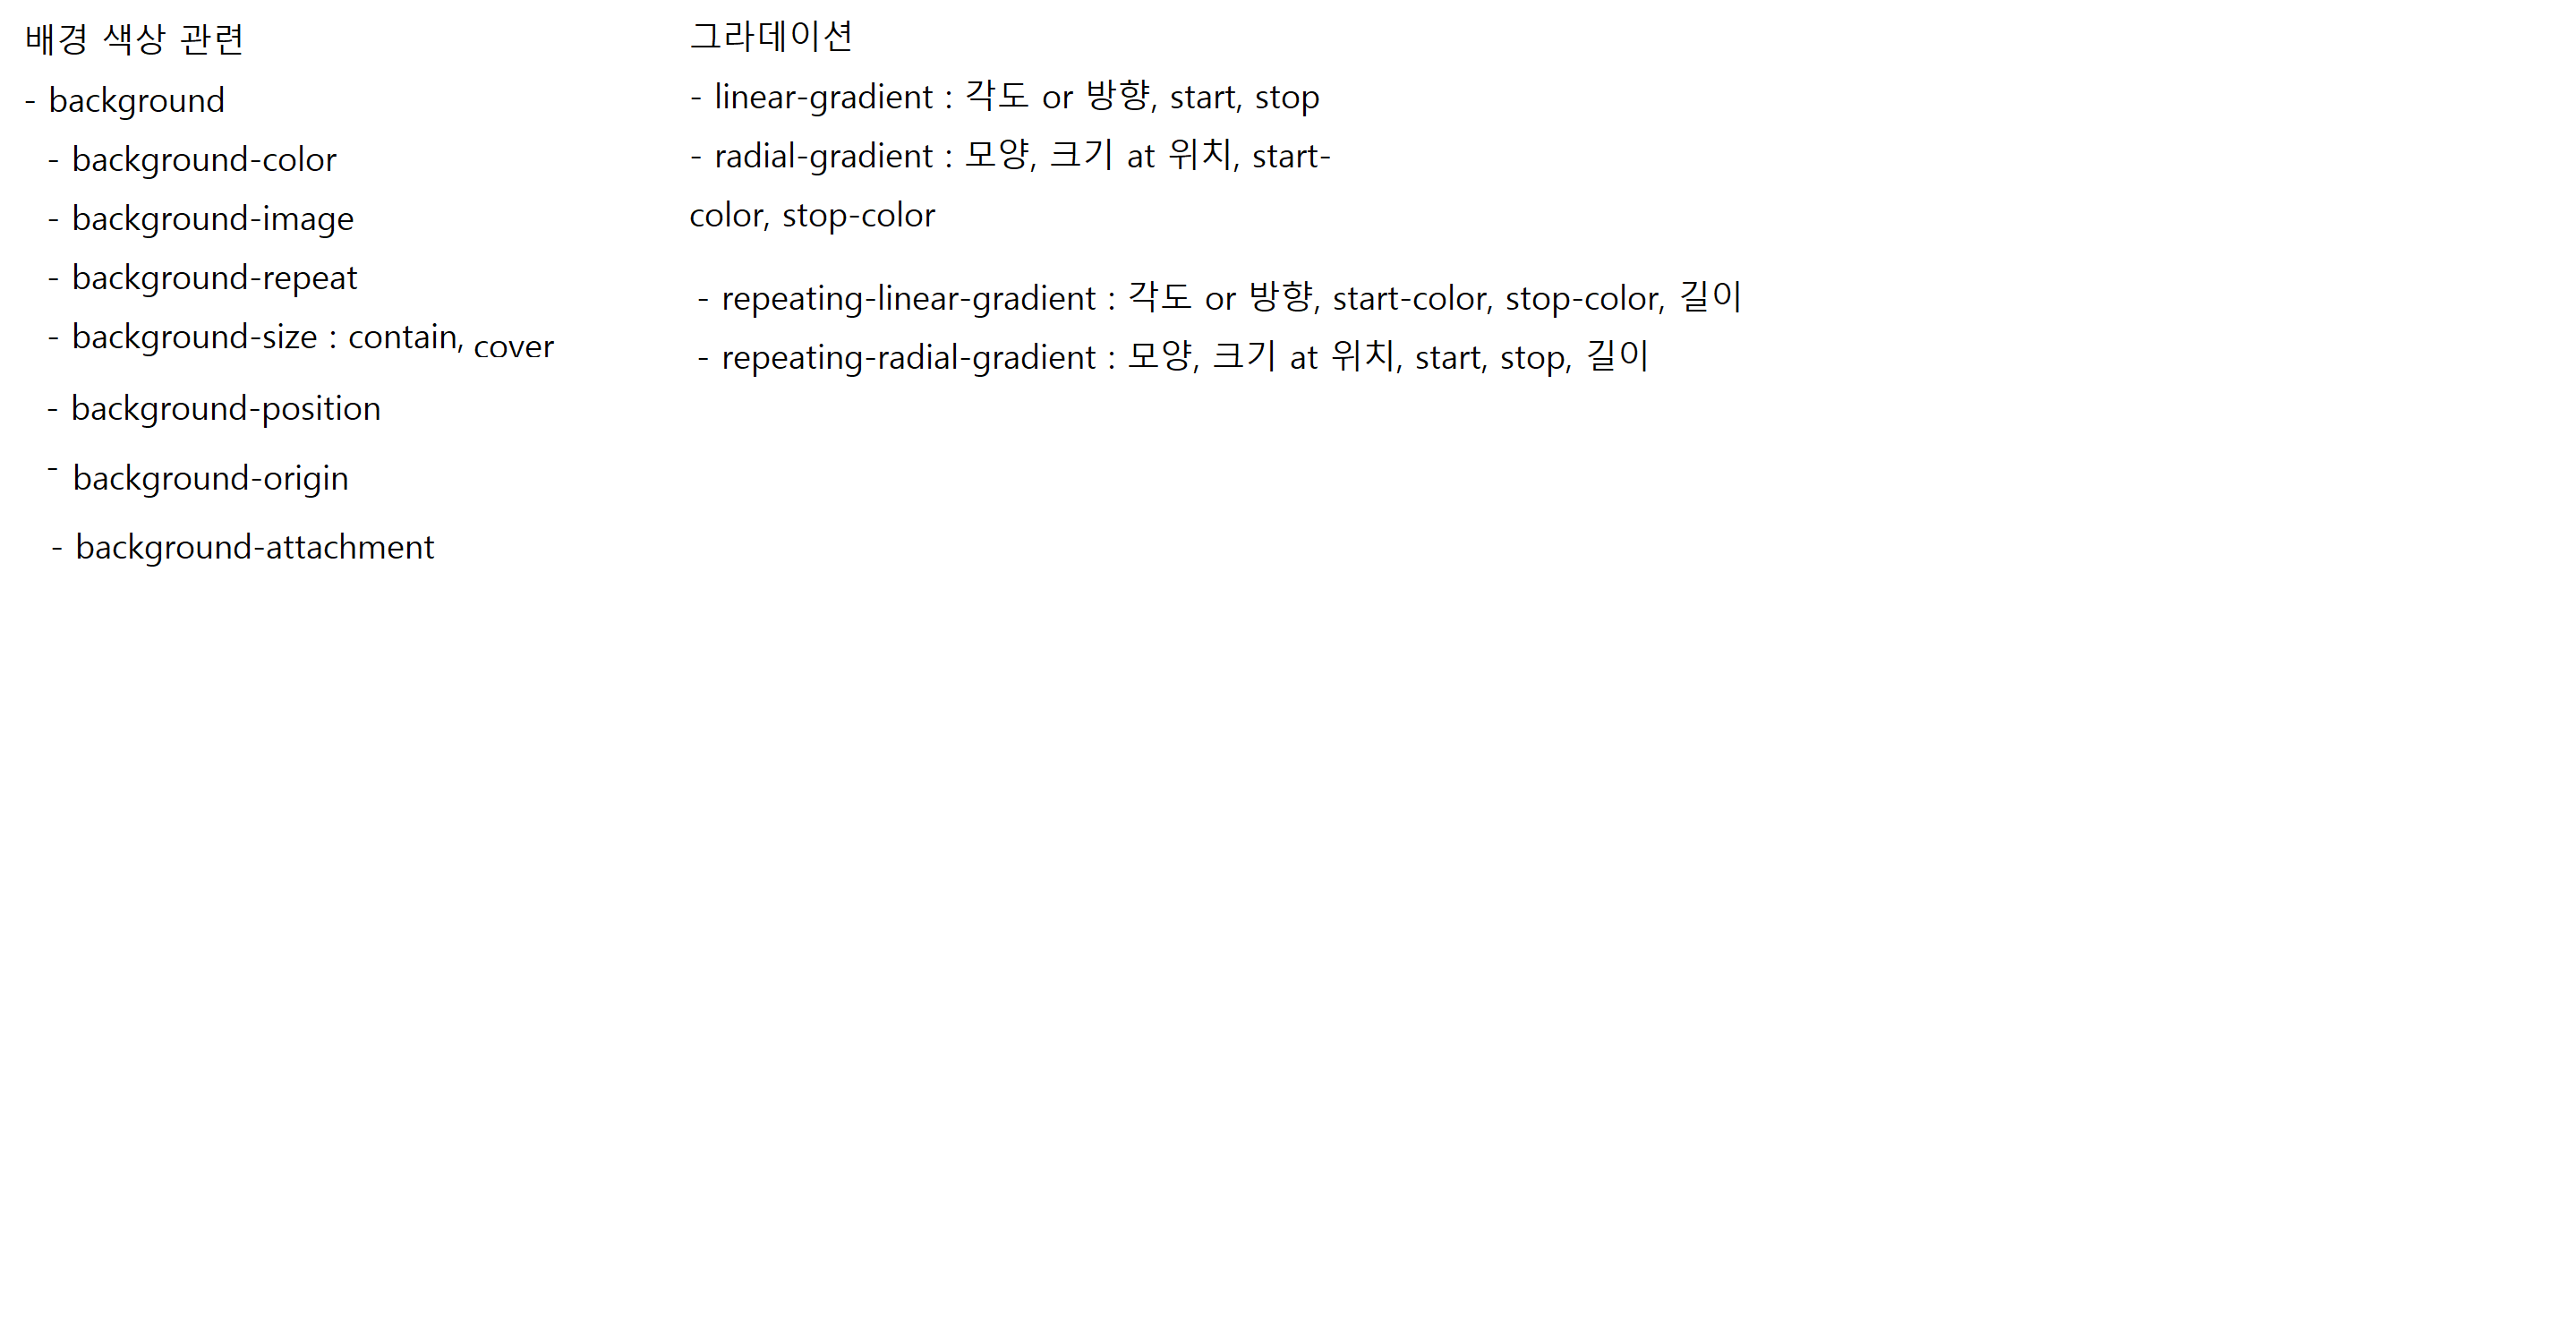 배경 색상 관련
- background
- background-color
- background-image
- background-repeat
- background-size : contain, cover
- background-position
- background-origin
- background-attachment
그라데이션
- linear-gradient : 각도 or 방향, start, stop
- radial-gradient : 모양, 크기 at 위치, start-
color, stop-color
- repeating-linear-gradient : 각도 or 방향, start-color, stop-color, 길이
- repeating-radial-gradient : 모양, 크기 at 위치, start, stop, 길이